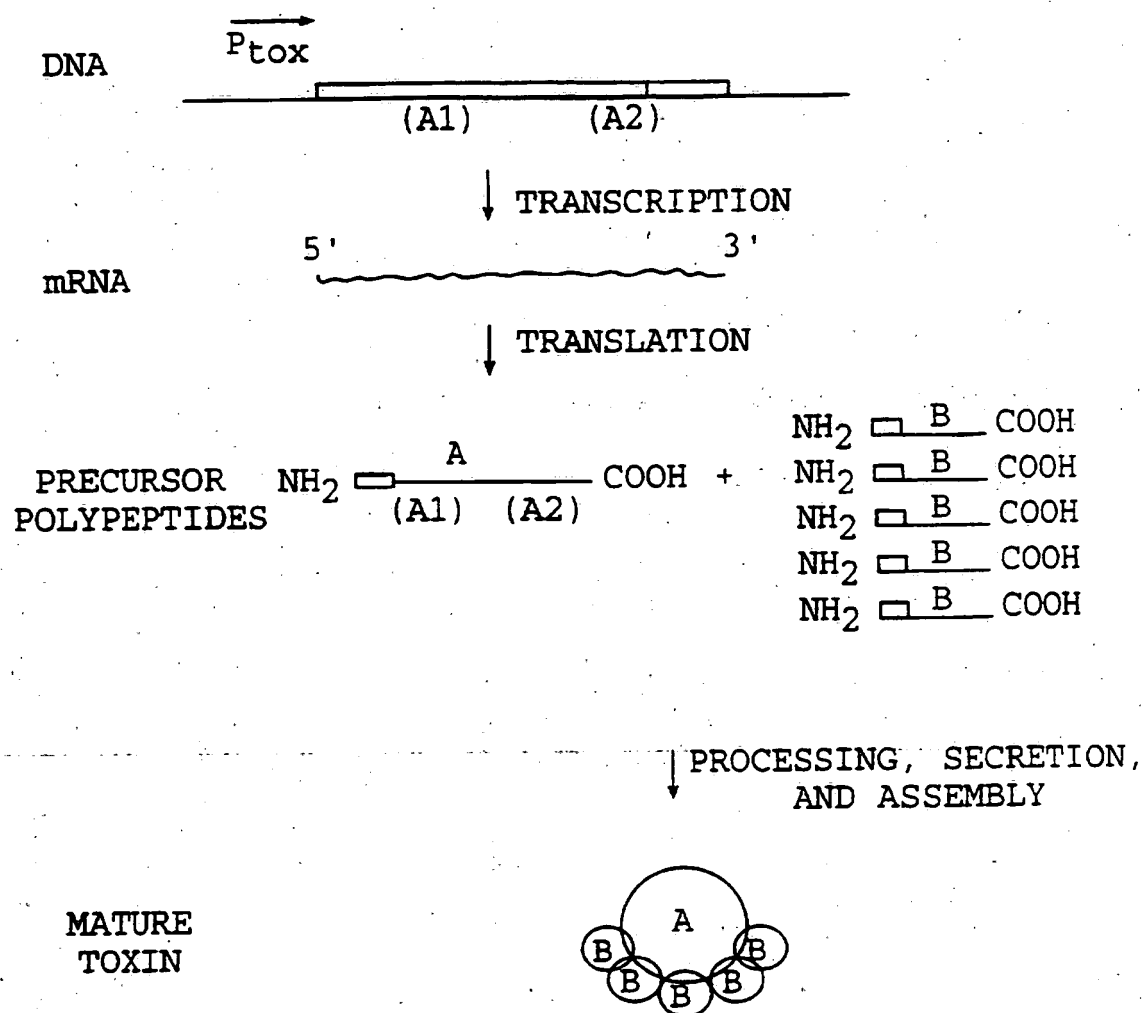 Ptox
DNA
(A1) (A2)
TRANSCRIPTION
5' 3'
mRNA
TRANSLATION
PRECURSOR
POLYPEPTIDES
NH2 A COOH +
(A1) (A2)
NH2 B COOH
NH2 B COOH
NH2 B COOH
NH2 B COOH
NH2 B COOH
PROCESSING, SECRETION,
AND ASSEMBLY
MATURE
TOXIN
A
B B B B B